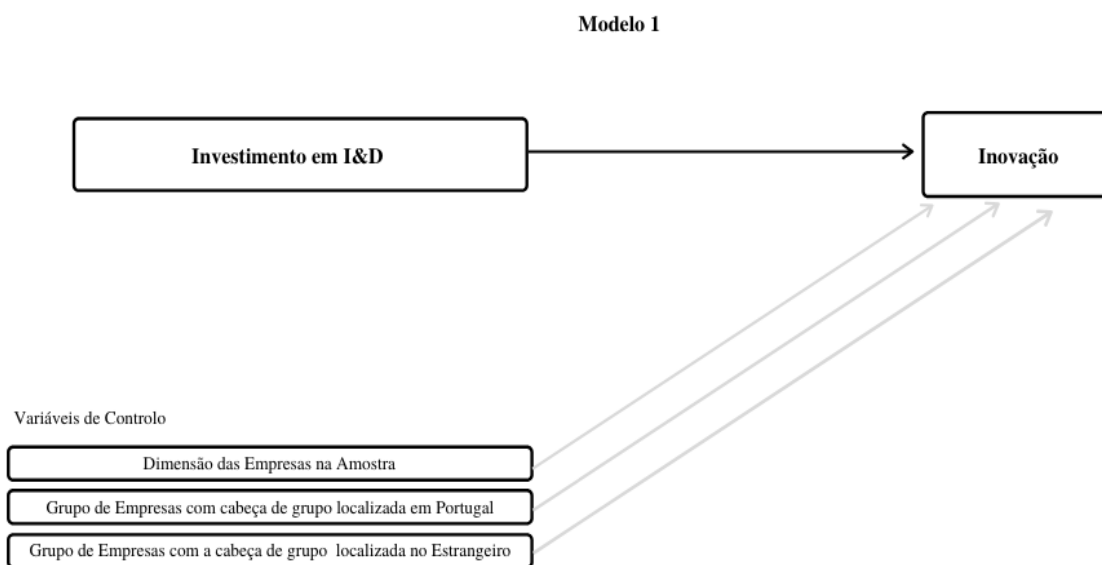 Modelo 1
Investimento em I&D
Inovação
Variáveis de Controlo
Dimensão das Empresas na Amostra
Grupo de Empresas com cabeça de grupo localizada em Portugal
Grupo de Empresas com a cabeça de grupo localizada no Estrangeiro